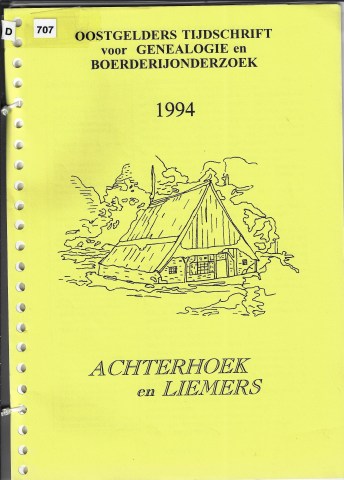 D
707
OOSTGELDERS TIJDSCHRIFT
voor GENEALOGIE en
BOERDERIJONDERZOEK
1994
ACHTERHOEK
en LIEMERS